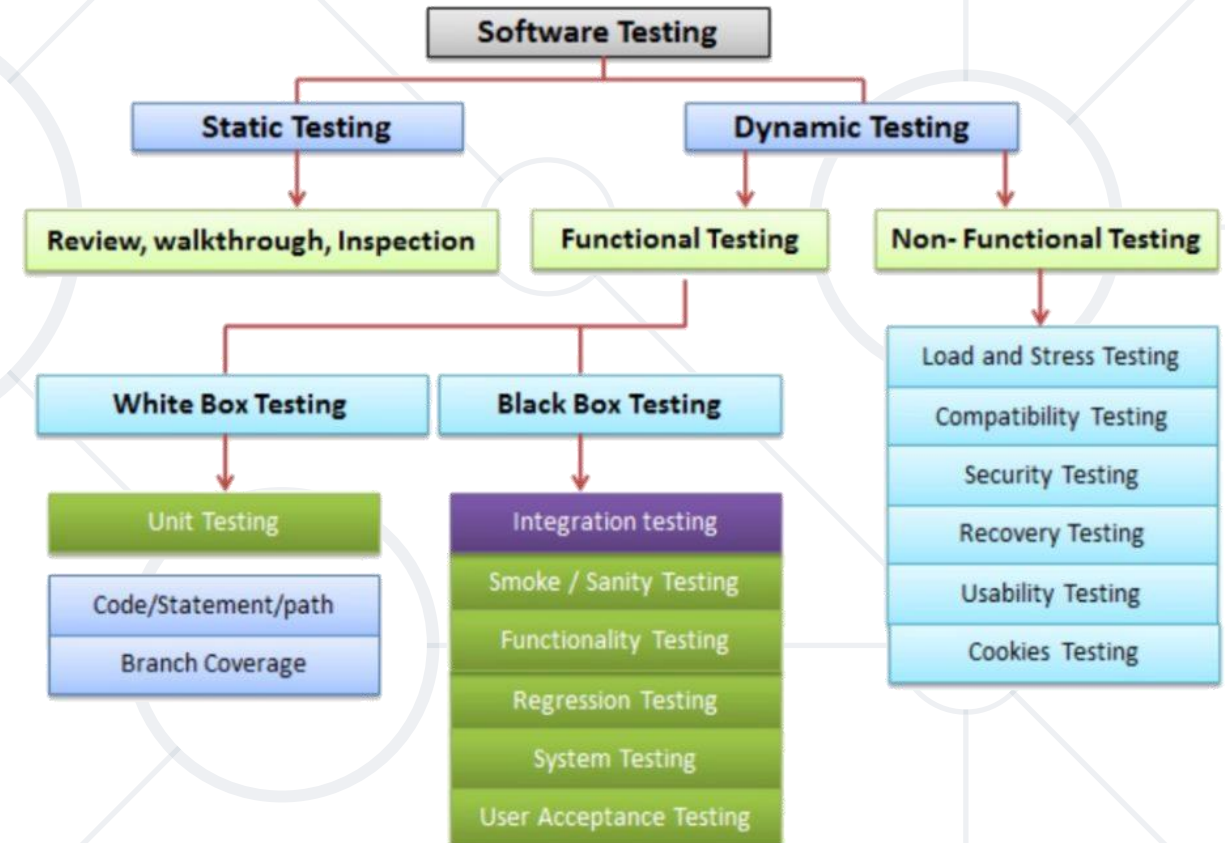 Software Testing
Static Testing
Dynamic Testing
Review, walkthrough, Inspection
Functional Testing
Non- Functional Testing
White Box Testing
Black Box Testing
Unit Testing
Code/Statement/path
Branch Coverage
Integration testing
Smoke / Sanity Testing
Functionality Testing
Regression Testing
System Testing
User Acceptance Testing
Load and Stress Testing
Compatibility Testing
Security Testing
Recovery Testing
Usability Testing
Cookies Testing